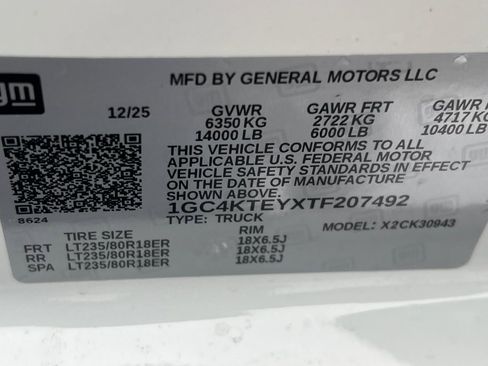 gm
MFD BY GENERAL MOTORS LLC
12/25 GVWR GAWR FRT GAWR
6350 KG 2722 KG 4717 KG
14000 LB 6000 LB 10400 LB
THIS VEHICLE CONFORMS TO ALL
APPLICABLE U.S. FEDERAL MOTOR
VEHICLE SAFETY STANDARDS IN EFFECT
ON THE DATE OF MANUFACTURE
SHOWN ABOVE.
1GC4KTEYXTF207492
8624 TYPE: TRUCK MODEL: X2CK30943
TIRE SIZE RIM
FRT LT235/80R18ER 18X6.5J
RR LT235/80R18ER 18X6.5J
SPA LT235/80R18ER 18X6.5J